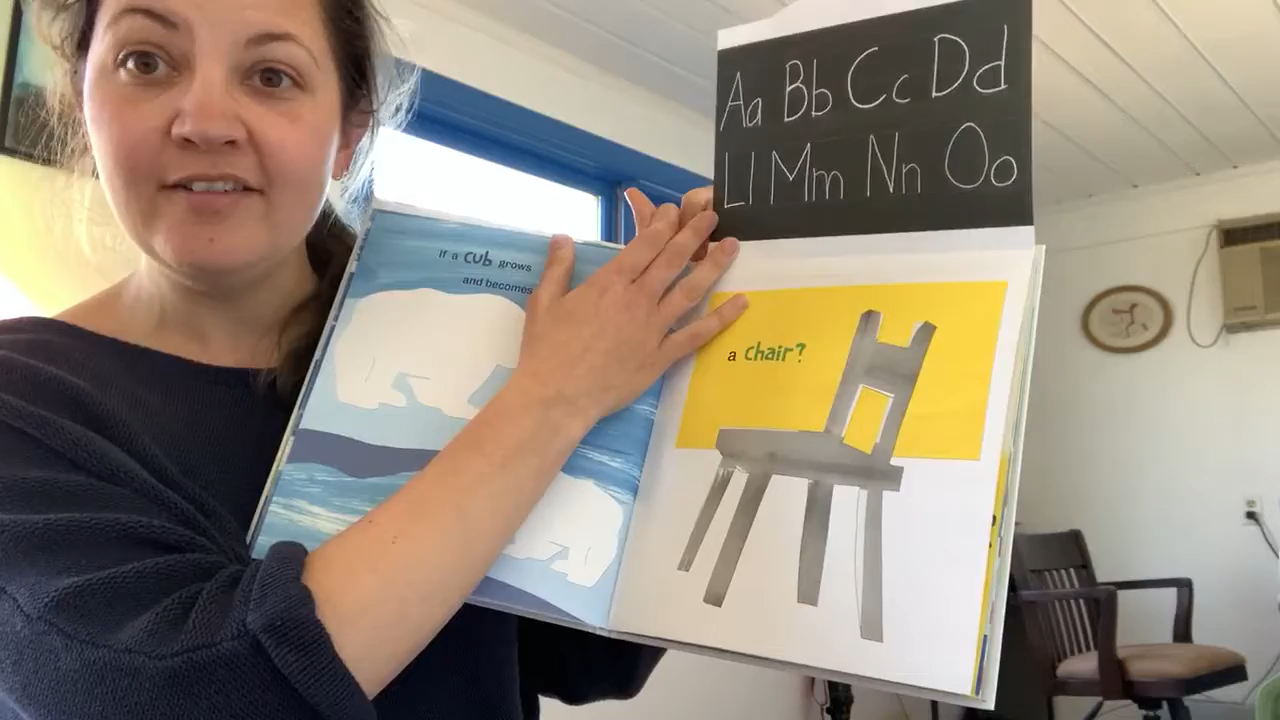 If a cub grows
and becomes
Aa Bb Cc Dd
Ll Mm Nn Oo
a chair?